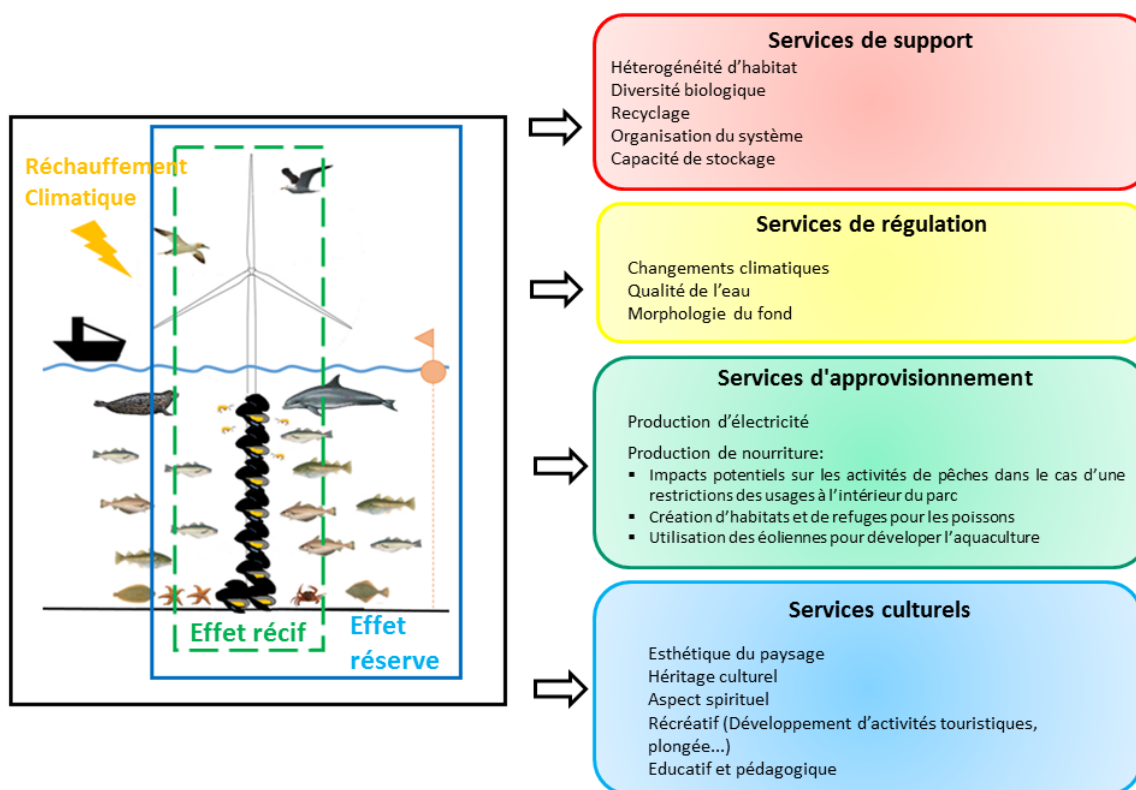 Réchauffement
Climatique
Effet récif
Effet
réserve
Services de support
Héterogénéité d'habitat
Diversité biologique
Recyclage
Organisation du système
Capacité de stockage
Services de régulation
Changements climatiques
Qualité de l'eau
Morphologie du fond
Services d'approvisionnement
Production d'électricité
Production de nourriture:
▪ Impacts potentiels sur les activités de pêches dans le cas d'une
restrictions des usages à l'intérieur du parc
▪ Création d'habitats et de refuges pour les poissons
▪ Utilisation des éoliennes pour développer l'aquaculture
Services culturels
Esthétique du paysage
Héritage culturel
Aspect spirituel
Récréatif (Développement d'activités touristiques,
plongée...)
Educatif et pédagogique